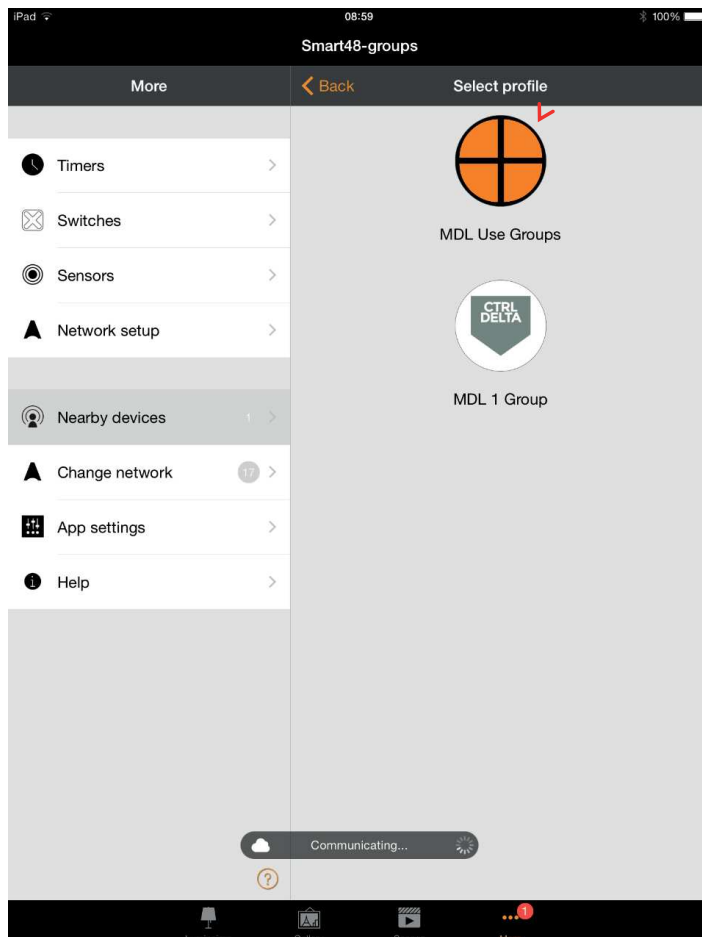 iPad 08:59 100%
Smart48-groups
More
Back Select profile
Timers
Switches
Sensors
Network setup
Nearby devices 1
Change network 17
App settings
Help
MDL Use Groups
CTRL
DELTA
MDL 1 Group
Communicating...
?
1